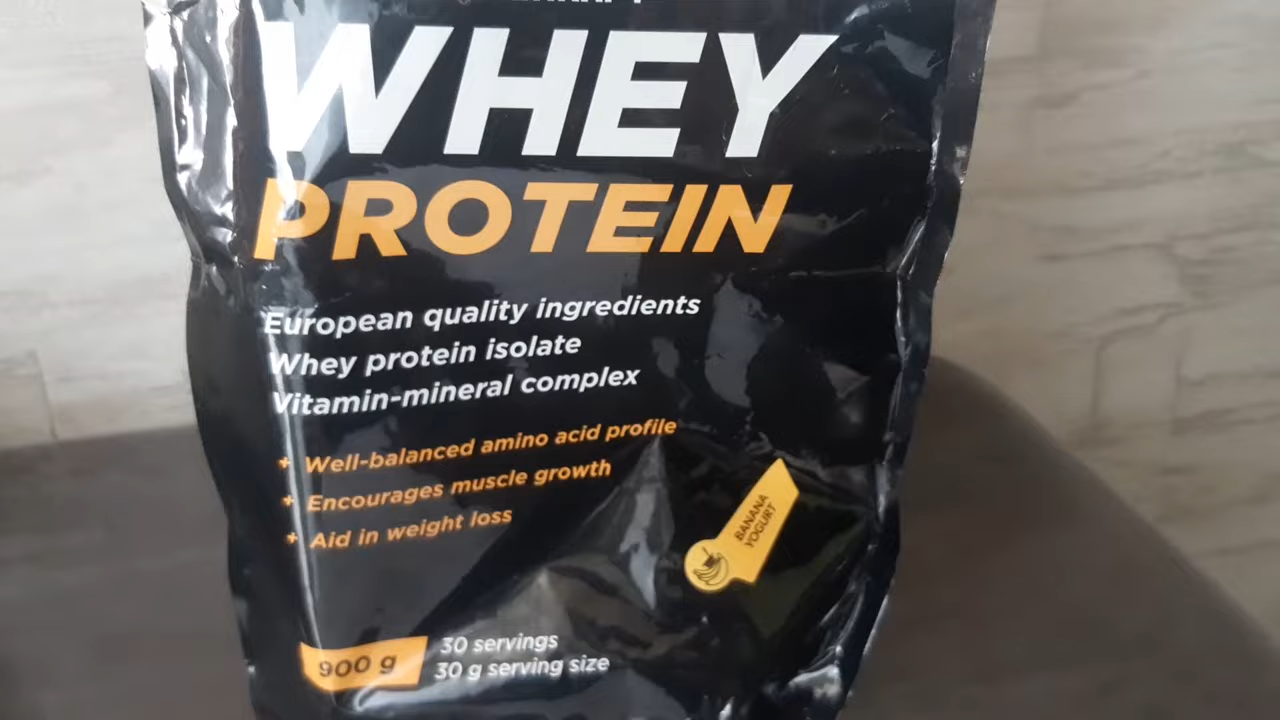 WHEY
PROTEIN
European quality ingredients
Whey protein isolate
Vitamin-mineral complex
+ Well-balanced amino acid profile
+ Encourages muscle growth
+ Aid in weight loss
BANANA
YOGURT
900 g
30 servings
30 g serving size